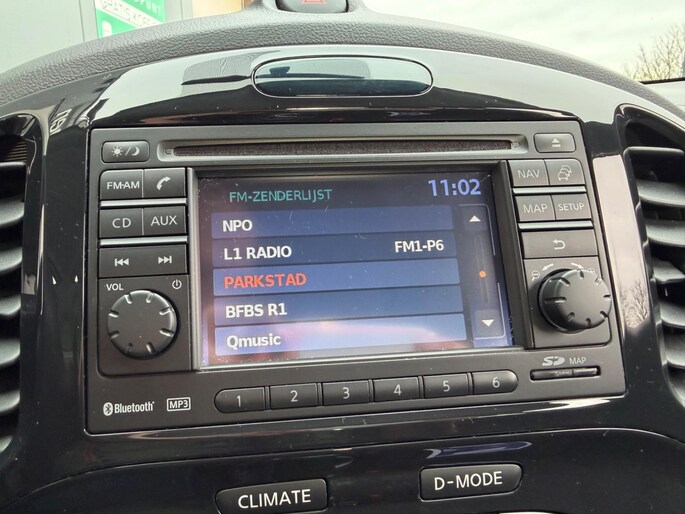 GRATIS
FM-AM
CD
AUX
VOL
FM-ZENDERLIJST
11:02
NPO
L1 RADIO
FM1-P6
PARKSTAD
BFBS R1
Qmusic
NAV
MAP
SETUP
SD
MAP
Bluetooth
MP3
1
2
3
4
5
6
CLIMATE
D-MODE